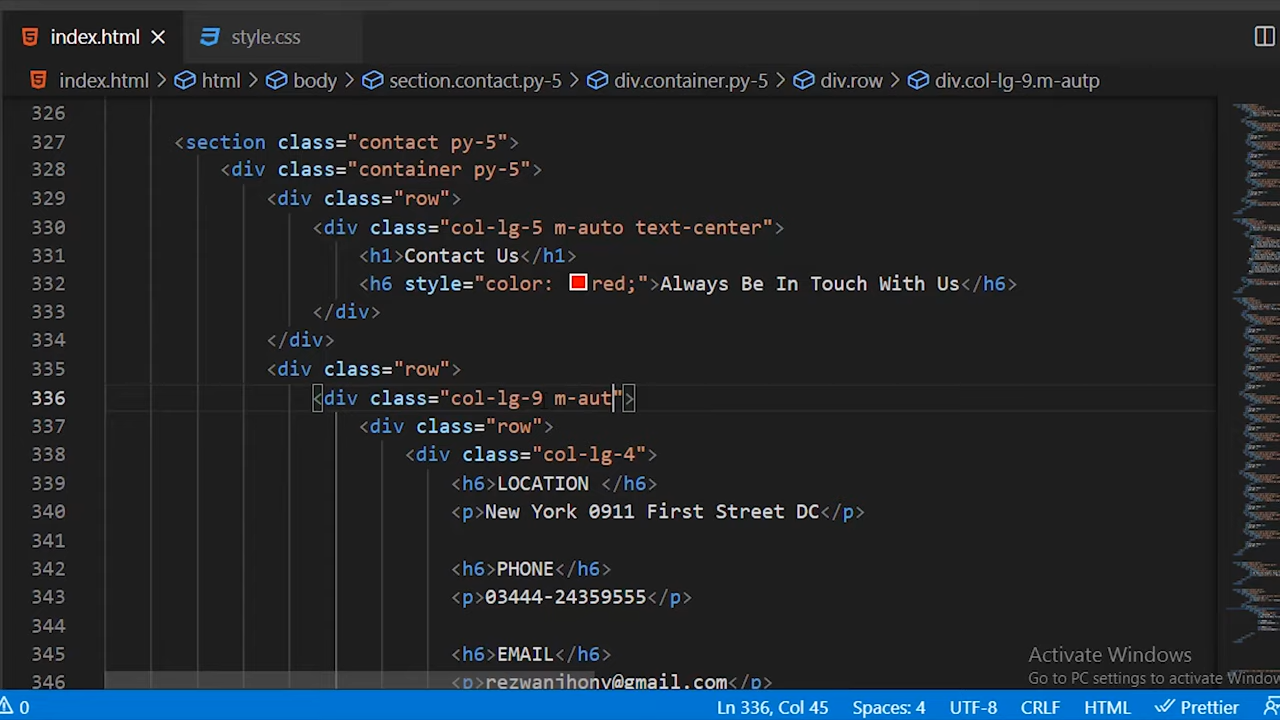 index.html
style.css
index.html html body section.contact.py-5 div.container.py-5 div.row div.col-lg-9.m-autp
326
327 <section class="contact py-5">
328 <div class="container py-5">
329 <div class="row">
330 <div class="col-lg-5 m-auto text-center">
331 <h1>Contact Us</h1>
332 <h6 style="color: red;">Always Be In Touch With Us</h6>
333 </div>
334 </div>
335 <div class="row">
336 <div class="col-lg-9 m-aut">
337 <div class="row">
338 <div class="col-lg-4">
339 <h6>LOCATION </h6>
340 <p>New York 0911 First Street DC</p>
341
342 <h6>PHONE</h6>
343 <p>03444-24359555</p>
344
345 <h6>EMAIL</h6>
346 <p>rezwanjhony@gmail.com</p>
Activate Windows
Go to PC settings to activate Window
0 Ln 336, Col 45 Spaces: 4 UTF-8 CRLF HTML Prettier